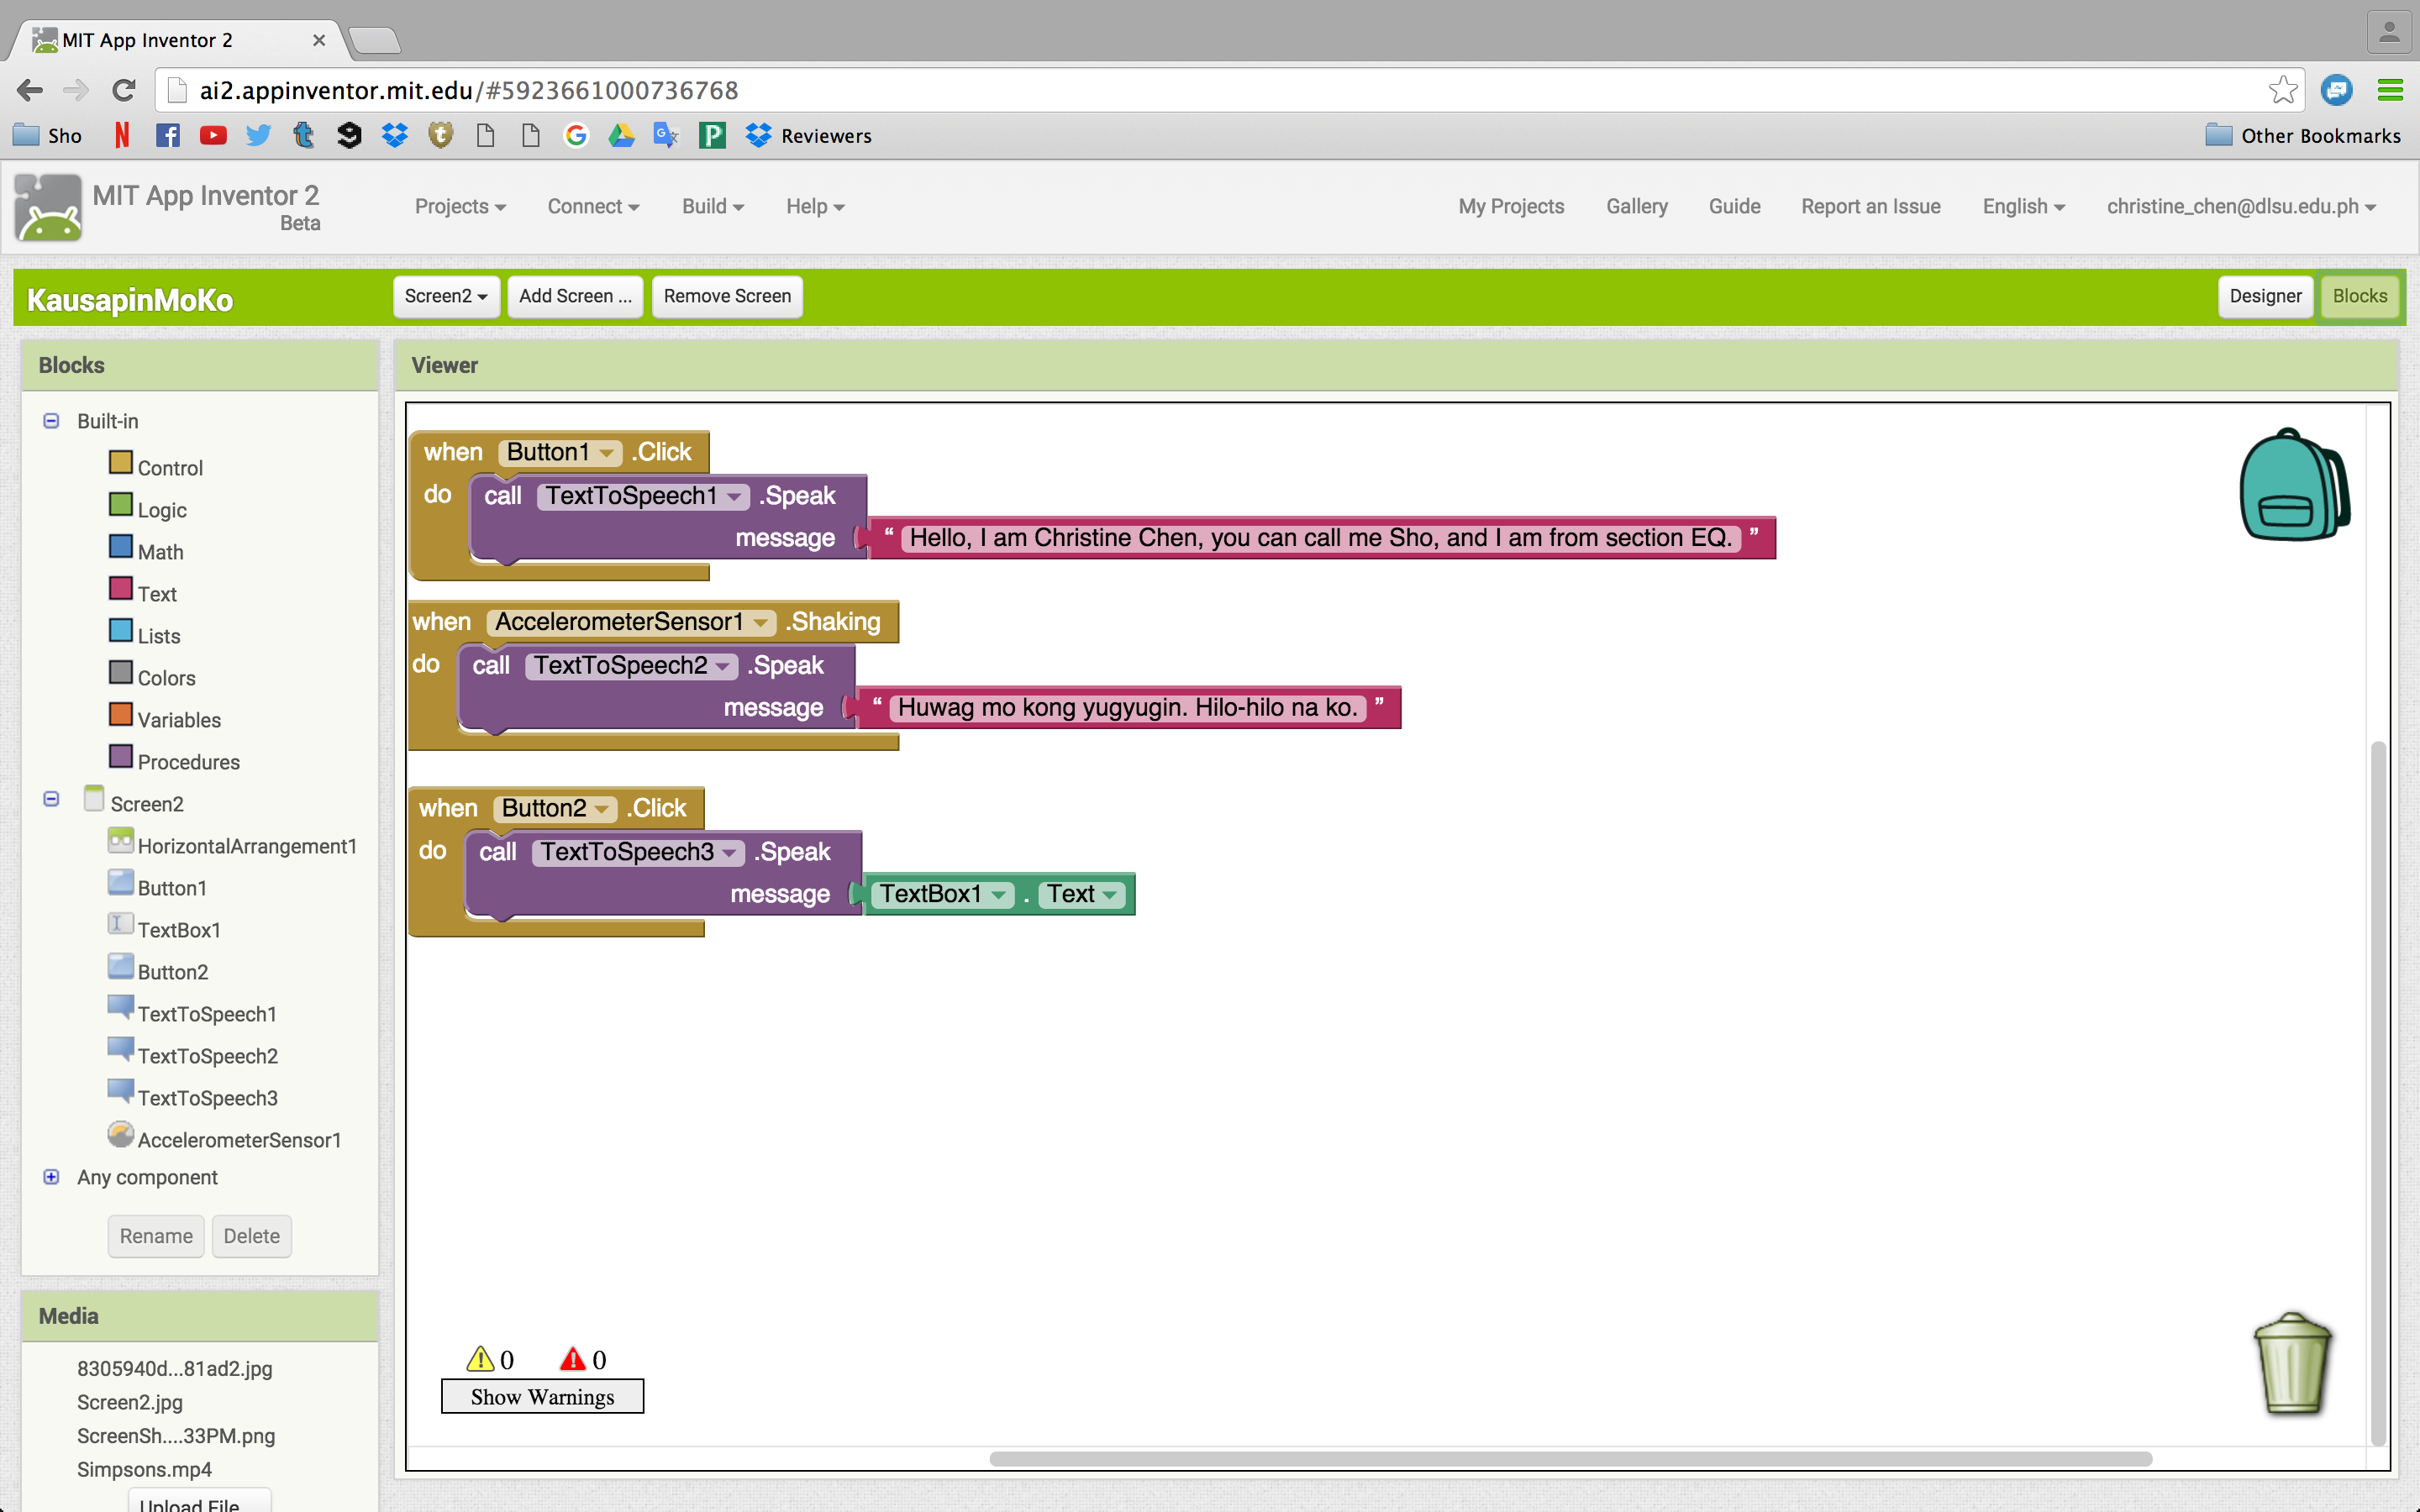 MIT App Inventor 2
ai2.appinventor.mit.edu/#5923661000736768
Sho
Reviewers
Other Bookmarks
MIT App Inventor 2
Beta
Projects
Connect
Build
Help
My Projects
Gallery
Guide
Report an Issue
English
christine_chen@dlsu.edu.ph
KausapinMoKo
Screen2
Add Screen ...
Remove Screen
Designer
Blocks
Blocks
Built-in
Control
Logic
Math
Text
Lists
Colors
Variables
Procedures
Screen2
HorizontalArrangement1
Button1
TextBox1
Button2
TextToSpeech1
TextToSpeech2
TextToSpeech3
AccelerometerSensor1
Any component
Rename
Delete
Media
8305940d...81ad2.jpg
Screen2.jpg
ScreenSh....33PM.png
Simpsons.mp4
Upload File
Viewer
when Button1 .Click
do call TextToSpeech1 .Speak
message “ Hello, I am Christine Chen, you can call me Sho, and I am from section EQ. ”
when AccelerometerSensor1 .Shaking
do call TextToSpeech2 .Speak
message “ Huwag mo kong yugyugin. Hilo-hilo na ko. ”
when Button2 .Click
do call TextToSpeech3 .Speak
message TextBox1 . Text
0 0
Show Warnings